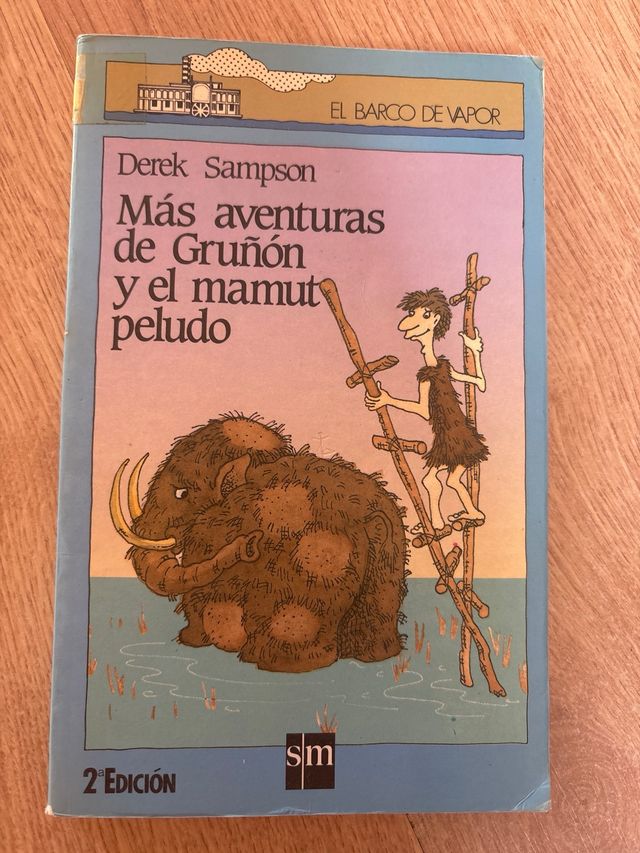 EL BARCO DE VAPOR
Derek Sampson
Más aventuras
de Gruñón
y el mamut
peludo
2ª EDICIÓN
sm